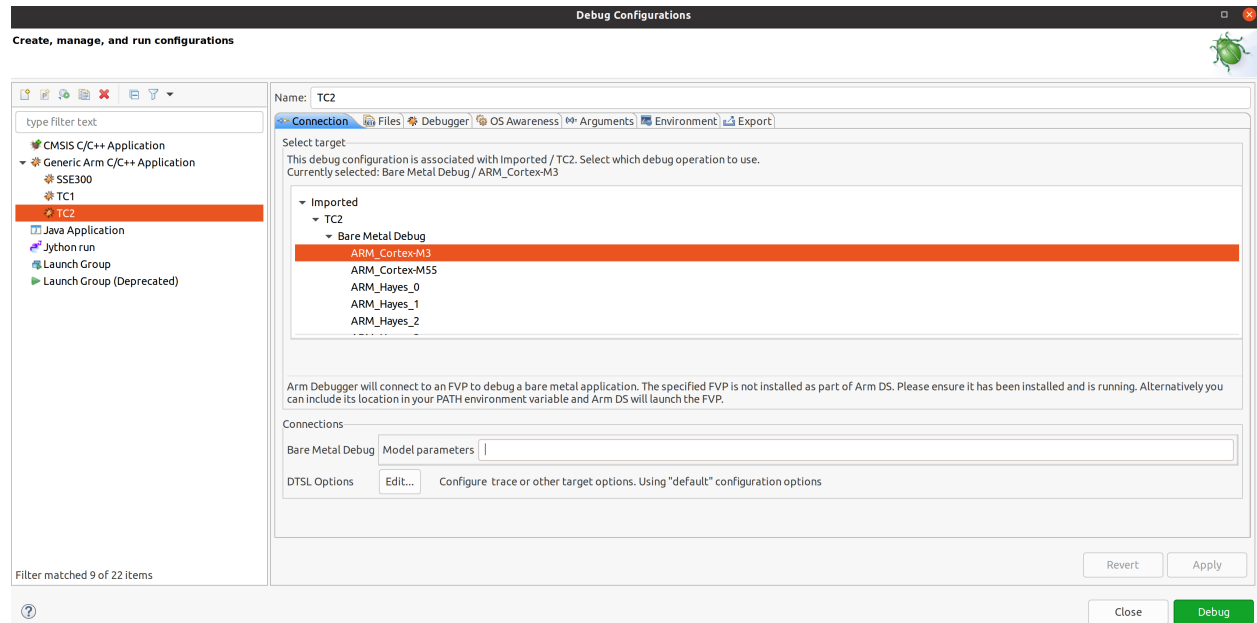 Debug Configurations
Create, manage, and run configurations
type filter text
CMSIS C/C++ Application
Generic Arm C/C++ Application
SSE300
TC1
TC2
Java Application
Jython run
Launch Group
Launch Group (Deprecated)
Filter matched 9 of 22 items
Name: TC2
Connection Files Debugger OS Awareness Arguments Environment Export
Select target
This debug configuration is associated with Imported / TC2. Select which debug operation to use.
Currently selected: Bare Metal Debug / ARM_Cortex-M3
Imported
TC2
Bare Metal Debug
ARM_Cortex-M3
ARM_Cortex-M55
ARM_Hayes_0
ARM_Hayes_1
ARM_Hayes_2
Arm Debugger will connect to an FVP to debug a bare metal application. The specified FVP is not installed as part of Arm DS. Please ensure it has been installed and is running. Alternatively you
can include its location in your PATH environment variable and Arm DS will launch the FVP.
Connections
Bare Metal Debug Model parameters
DTSL Options Edit... Configure trace or other target options. Using "default" configuration options
Revert Apply
Close Debug